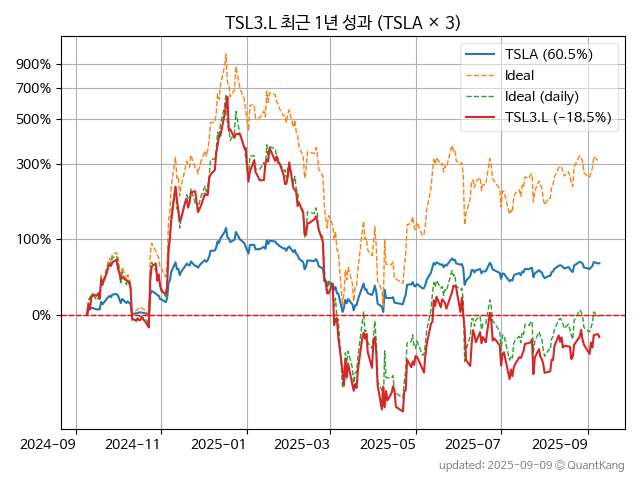 TSL3.L 최근 1년 성과 (TSLA × 3)
TSLA (60.5%)
Ideal
Ideal (daily)
TSL3.L (−18.5%)
900%
700%
500%
300%
100%
0%
2024−09
2024−11
2025−01
2025−03
2025−05
2025−07
2025−09
updated: 2025−09−09 © QuantKang